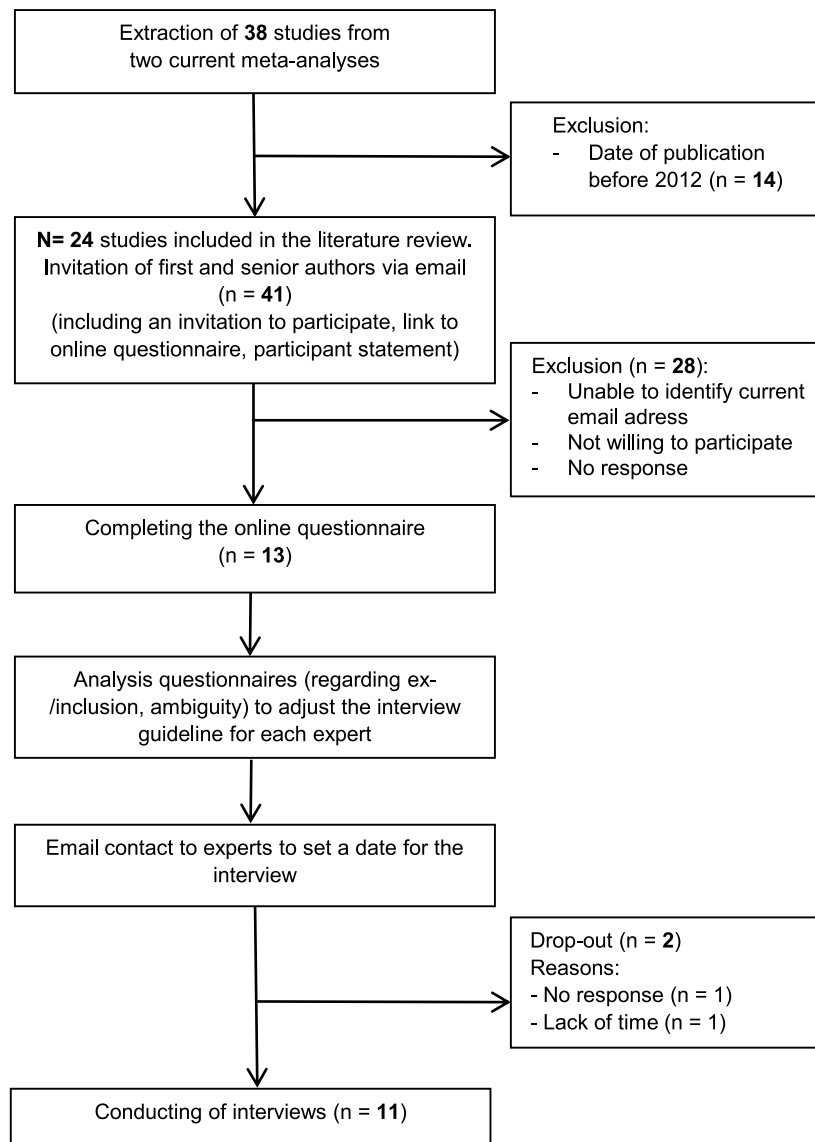 Extraction of 38 studies from
two current meta-analyses
Exclusion:
- Date of publication
before 2012 (n = 14)
N= 24 studies included in the literature review.
Invitation of first and senior authors via email
(n = 41)
(including an invitation to participate, link to
online questionnaire, participant statement)
Exclusion (n = 28):
- Unable to identify current
email adress
- Not willing to participate
- No response
Completing the online questionnaire
(n = 13)
Analysis questionnaires (regarding ex-
/inclusion, ambiguity) to adjust the interview
guideline for each expert
Email contact to experts to set a date for the
interview
Drop-out (n = 2)
Reasons:
- No response (n = 1)
- Lack of time (n = 1)
Conducting of interviews (n = 11)